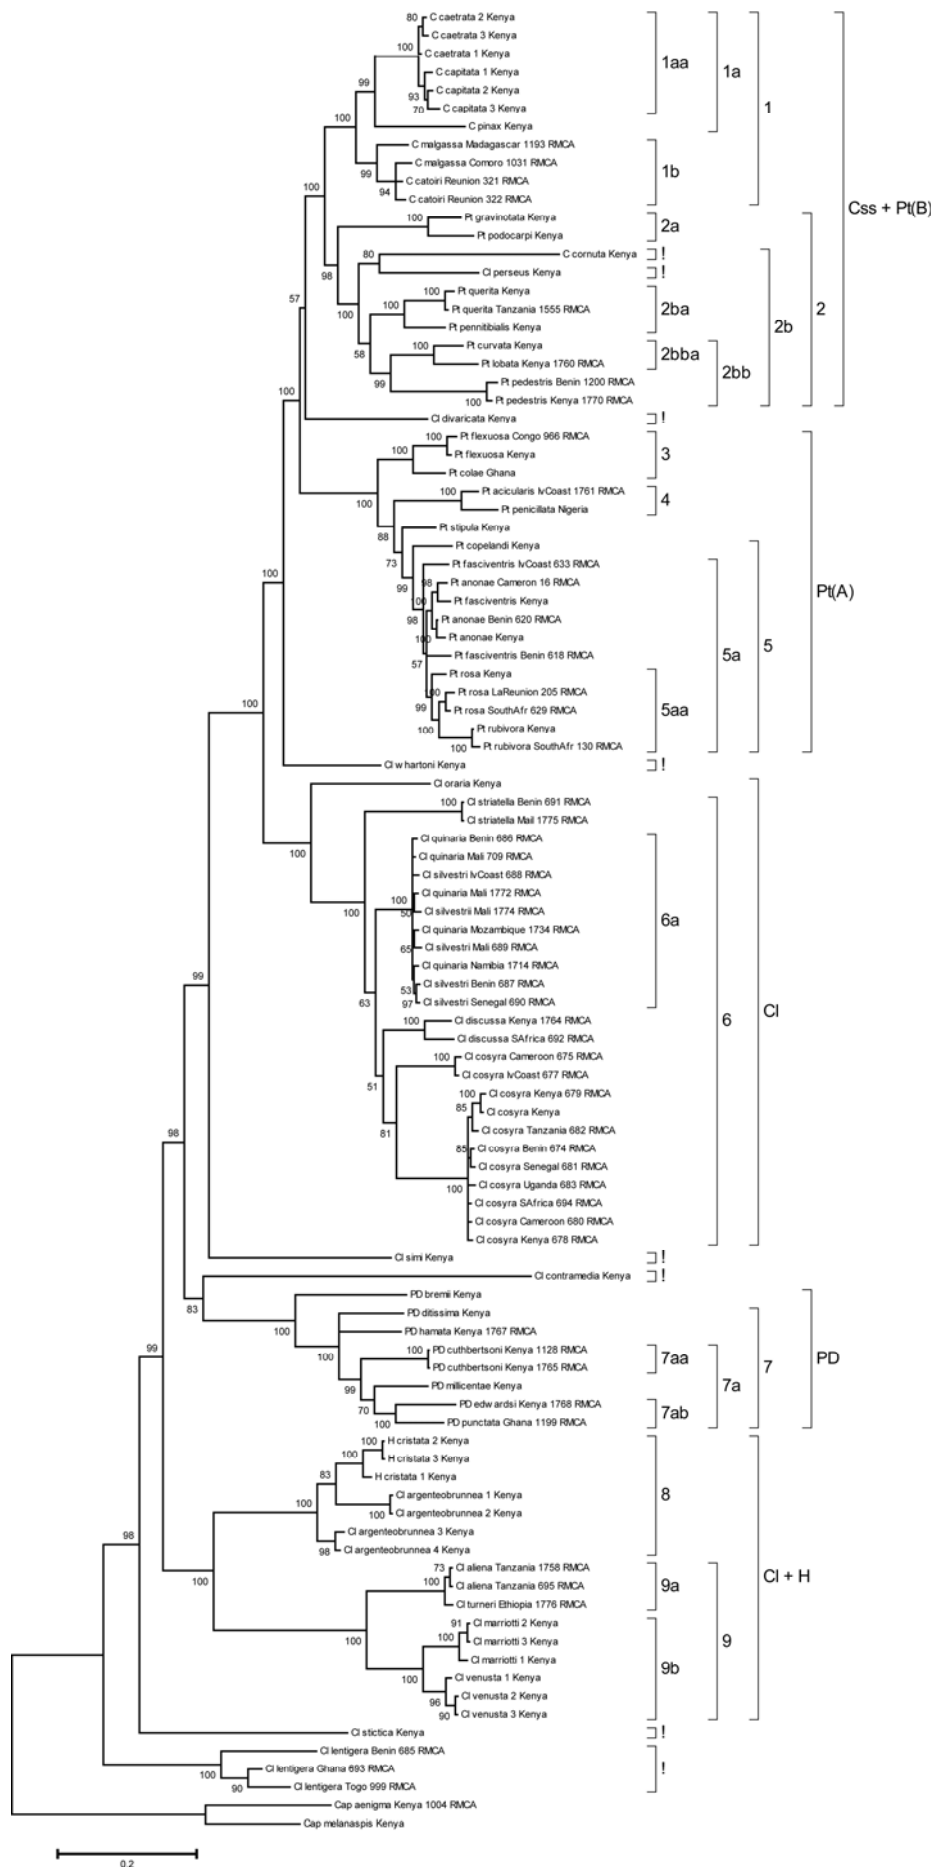 C caetrata 2 Kenya
C caetrata 3 Kenya
C caetrata 1 Kenya
C capitata 1 Kenya
C capitata 2 Kenya
C capitata 3 Kenya
C pinax Kenya
C malgassa Madagascar 1193 RMCA
C malgassa Comoro 1031 RMCA
C catoiri Reunion 321 RMCA
C catoiri Reunion 322 RMCA
Pt gravinotata Kenya
Pt podocarpi Kenya
C cornuta Kenya
Cl perseus Kenya
Pt querita Kenya
Pt querita Tanzania 1555 RMCA
Pt pennitibialis Kenya
Pt curvata Kenya
Pt lobata Kenya 1760 RMCA
Pt pedestris Benin 1200 RMCA
Pt pedestris Kenya 1770 RMCA
Cl divaricata Kenya
Pt flexuosa Congo 966 RMCA
Pt flexuosa Kenya
Pt colae Ghana
Pt acicularis IvCoast 1761 RMCA
Pt penicillata Nigeria
Pt stipula Kenya
Pt copelandi Kenya
Pt fasciventris IvCoast 633 RMCA
Pt anonae Cameron 16 RMCA
Pt fasciventris Kenya
Pt anonae Benin 620 RMCA
Pt anonae Kenya
Pt fasciventris Benin 618 RMCA
Pt rosa Kenya
Pt rosa LaReunion 205 RMCA
Pt rosa SouthAfr 629 RMCA
Pt rubivora Kenya
Pt rubivora SouthAfr 130 RMCA
Cl whartoni Kenya
Cl oraria Kenya
Cl striatella Benin 691 RMCA
Cl striatella Mail 1775 RMCA
Cl quinaria Benin 686 RMCA
Cl quinaria Mali 709 RMCA
Cl silvestri IvCoast 688 RMCA
Cl quinaria Mali 1772 RMCA
Cl silvestrii Mali 1774 RMCA
Cl quinaria Mozambique 1734 RMCA
Cl silvestri Mali 689 RMCA
Cl quinaria Namibia 1714 RMCA
Cl silvestri Benin 687 RMCA
Cl silvestri Senegal 690 RMCA
Cl discussa Kenya 1764 RMCA
Cl discussa SAfrica 692 RMCA
Cl cosyra Cameroon 675 RMCA
Cl cosyra IvCoast 677 RMCA
Cl cosyra Kenya 679 RMCA
Cl cosyra Kenya
Cl cosyra Tanzania 682 RMCA
Cl cosyra Benin 674 RMCA
Cl cosyra Senegal 681 RMCA
Cl cosyra Uganda 683 RMCA
Cl cosyra SAfrica 694 RMCA
Cl cosyra Cameroon 680 RMCA
Cl cosyra Kenya 678 RMCA
Cl simi Kenya
Cl contramedia Kenya
PD bremii Kenya
PD ditissima Kenya
PD hamata Kenya 1767 RMCA
PD cuthbertsoni Kenya 1128 RMCA
PD cuthbertsoni Kenya 1765 RMCA
PD millicentae Kenya
PD edwardsi Kenya 1768 RMCA
PD punctata Ghana 1199 RMCA
H cristata 2 Kenya
H cristata 3 Kenya
H cristata 1 Kenya
Cl argenteobrunnea 1 Kenya
Cl argenteobrunnea 2 Kenya
Cl argenteobrunnea 3 Kenya
Cl argenteobrunnea 4 Kenya
Cl aliena Tanzania 1758 RMCA
Cl aliena Tanzania 695 RMCA
Cl turneri Ethiopia 1776 RMCA
Cl marriotti 2 Kenya
Cl marriotti 3 Kenya
Cl marriotti 1 Kenya
Cl venusta 1 Kenya
Cl venusta 2 Kenya
Cl venusta 3 Kenya
Cl stictica Kenya
Cl lentigera Benin 685 RMCA
Cl lentigera Ghana 693 RMCA
Cl lentigera Togo 999 RMCA
Cap aenigma Kenya 1004 RMCA
Cap melanaspis Kenya
80
100
93
70
99
100
99
94
100
100
98
80
100
100
100
58
100
99
100
57
100
100
100
100
100
88
73
99
98
100
98
100
57
99
100
100
100
100
100
100
100
100
50
65
53
97
63
100
51
100
81
100
85
85
100
99
98
83
100
100
100
99
70
100
99
100
100
83
100
100
98
100
73
100
100
91
100
100
96
90
98
100
90
1aa
1a
1
1b
Css + Pt(B)
2a
!
!
2ba
2b
2
2bba
2bb
!
3
4
Pt(A)
5a
5
5aa
!
6a
6
Cl
!
!
7aa
7a
7
PD
7ab
8
Cl + H
9a
9
9b
!
!
0.2